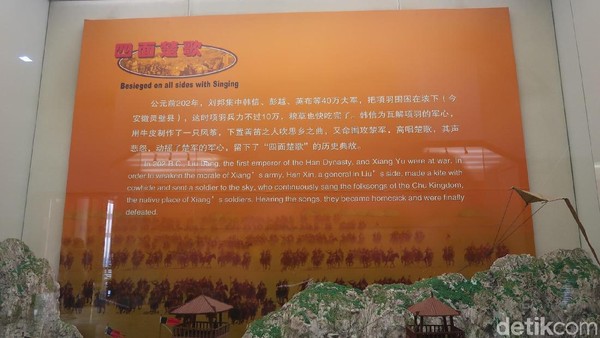 四面楚歌
Besieged on all sides with Singing
公元前202年，刘邦集中韩信、彭越、英布等40万大军，把项羽围困在垓下（今
安徽灵璧县），这时项羽兵力不过10万，粮草也快吃完了。韩信为瓦解项羽的军心，
用牛皮制作了一只风筝，下置善笛之人吹思乡之曲，又命四面楚军，高唱楚歌，其声
悲怨，动摇了楚军的军心，留下了“四面楚歌”的历史典故。
In 202 B.C., Liu Bang, the first emperor of the Han Dynasty, and Xiang Yu were at war, in
order to weaken the morale of Xiang's army, Han Xin, a general in Liu's side, made a kite with
cowhide and sent a soldier to the sky, who continously sang the folksongs of the Chu Kingdom,
the native place of Xiang's soldiers. Hearing the songs, they became homesick and were finally
defeated.
detikcom